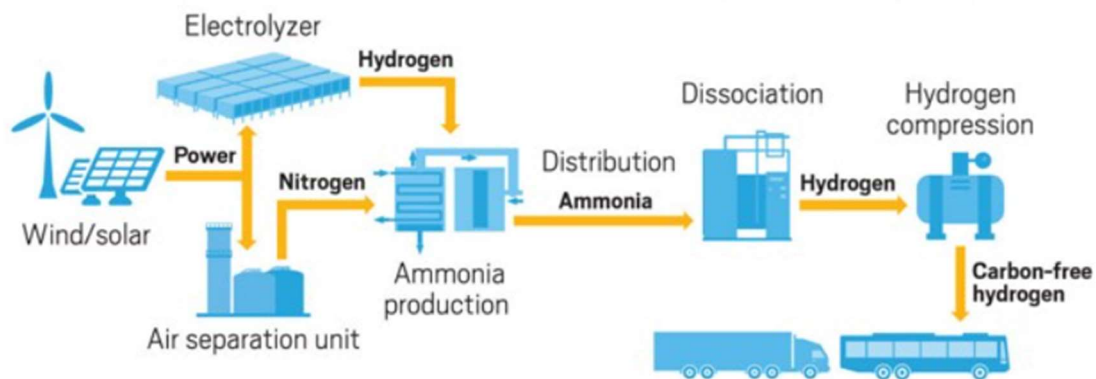 Electrolyzer
Hydrogen
Power
Wind/solar
Nitrogen
Air separation unit
Ammonia
production
Distribution
Ammonia
Dissociation
Hydrogen
Hydrogen
compression
Carbon-free
hydrogen